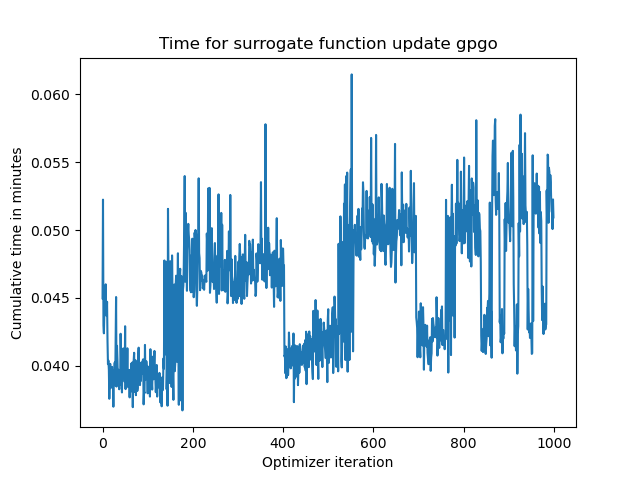 Time for surrogate function update gpgo
0.060
0.055
0.050
0.045
0.040
Cumulative time in minutes
0 200 400 600 800 1000
Optimizer iteration